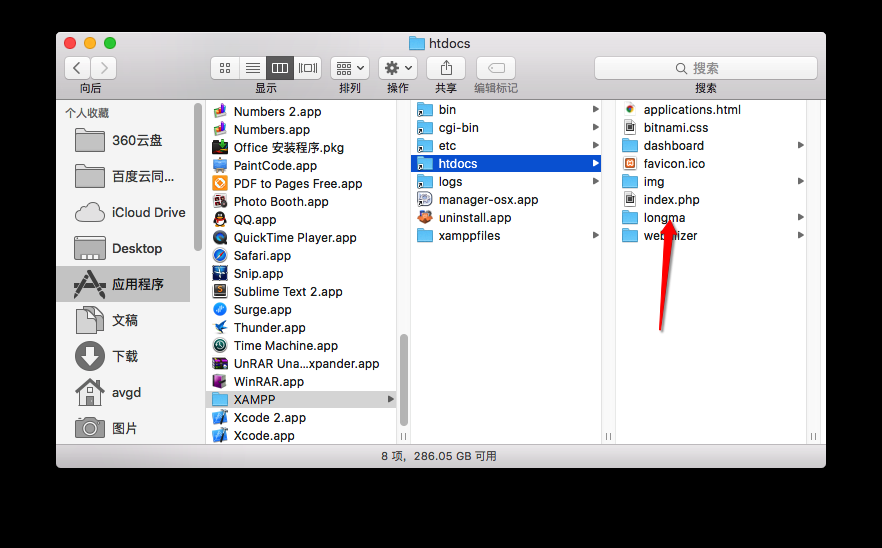 htdocs
向后
显示
排列
操作
共享
编辑标记
搜索
搜索
个人收藏
360云盘
百度云同...
iCloud Drive
Desktop
应用程序
文稿
下载
avgd
图片
Numbers 2.app
Numbers.app
Office 安装程序.pkg
PaintCode.app
PDF to Pages Free.app
Photo Booth.app
QQ.app
QuickTime Player.app
Safari.app
Snip.app
Sublime Text 2.app
Surge.app
Thunder.app
Time Machine.app
UnRAR Una...xpander.app
WinRAR.app
XAMPP
Xcode 2.app
Xcode.app
bin
cgi-bin
etc
htdocs
logs
manager-osx.app
uninstall.app
xamppfiles
applications.html
bitnami.css
dashboard
favicon.ico
img
index.php
longma
8 项，286.05 GB 可用